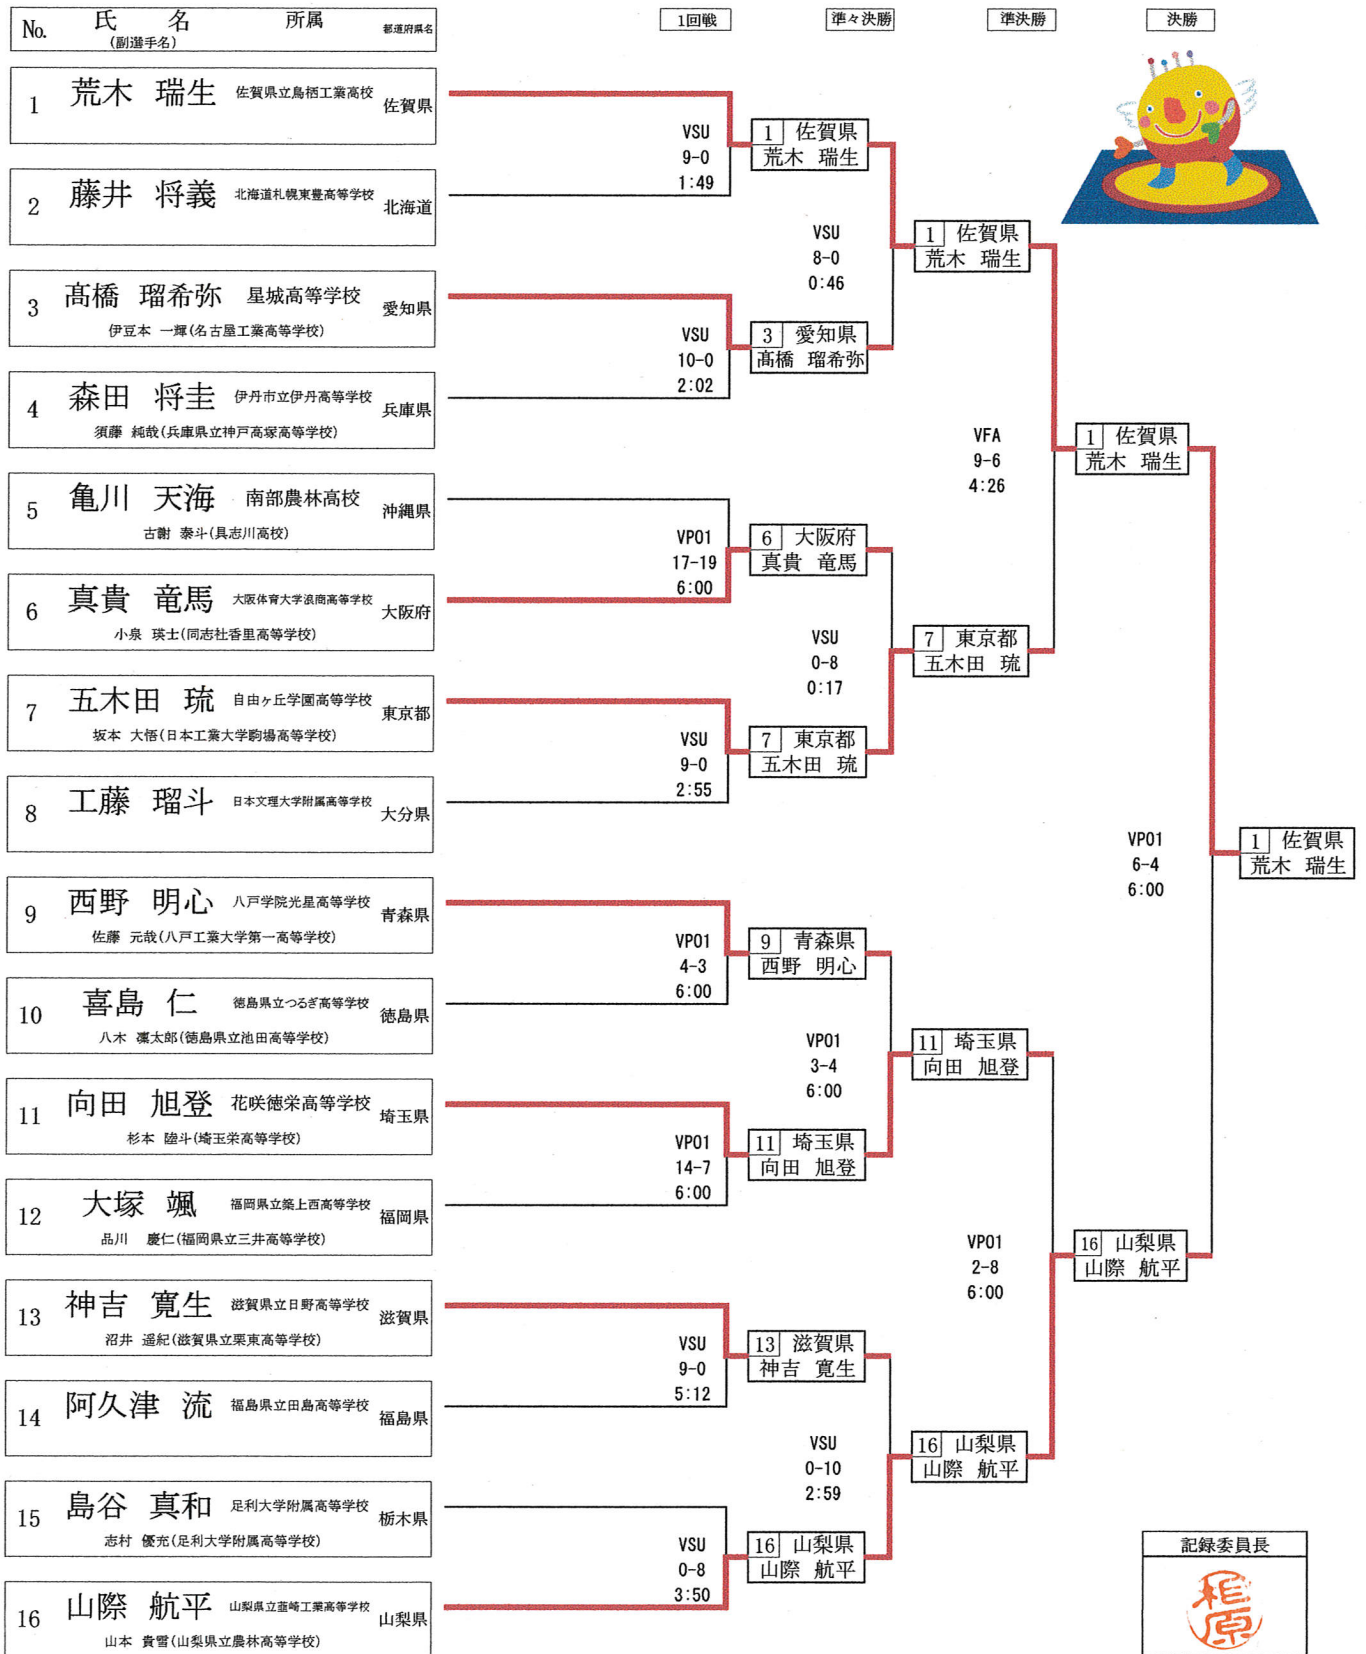 No. 氏 名 所属 都道府県名
(副選手名)
1回戦 準々決勝 準決勝 決勝
1 荒木 瑞生 佐賀県立鳥栖工業高校 佐賀県
2 藤井 将義 北海道札幌東豊高等学校 北海道
3 髙橋 瑠希弥 星城高等学校 愛知県
伊豆本 一輝(名古屋工業高等学校)
4 森田 将圭 伊丹市立伊丹高等学校 兵庫県
須藤 純哉(兵庫県立神戸高塚高等学校)
5 亀川 天海 南部農林高校 沖縄県
古謝 泰斗(具志川高校)
6 真貴 竜馬 大阪体育大学浪商高等学校 大阪府
小泉 瑛士(同志社香里高等学校)
7 五木田 琉 自由ヶ丘学園高等学校 東京都
坂本 大悟(日本工業大学駒場高等学校)
8 工藤 瑠斗 日本文理大学附属高等学校 大分県
9 西野 明心 八戸学院光星高等学校 青森県
佐藤 元哉(八戸工業大学第一高等学校)
10 喜島 仁 徳島県立つるぎ高等学校 徳島県
八木 凜太郎(徳島県立池田高等学校)
11 向田 旭登 花咲徳栄高等学校 埼玉県
杉本 陸斗(埼玉栄高等学校)
12 大塚 颯 福岡県立築上西高等学校 福岡県
品川 慶仁(福岡県立三井高等学校)
13 神吉 寛生 滋賀県立日野高等学校 滋賀県
沼井 遥紀(滋賀県立栗東高等学校)
14 阿久津 流 福島県立田島高等学校 福島県
15 島谷 真和 足利大学附属高等学校 栃木県
志村 優充(足利大学附属高等学校)
16 山際 航平 山梨県立韮崎工業高等学校 山梨県
山本 貴雪(山梨県立農林高等学校)
VSU
9-0
1:49
1 佐賀県
荒木 瑞生
VSU
10-0
2:02
3 愛知県
髙橋 瑠希弥
VPO1
17-19
6:00
6 大阪府
真貴 竜馬
VSU
9-0
2:55
7 東京都
五木田 琉
VPO1
4-3
6:00
9 青森県
西野 明心
VPO1
14-7
6:00
11 埼玉県
向田 旭登
VSU
9-0
5:12
13 滋賀県
神吉 寛生
VSU
0-8
3:50
16 山梨県
山際 航平
VSU
8-0
0:46
1 佐賀県
荒木 瑞生
VSU
0-8
0:17
7 東京都
五木田 琉
VPO1
3-4
6:00
11 埼玉県
向田 旭登
VSU
0-10
2:59
16 山梨県
山際 航平
VFA
9-6
4:26
1 佐賀県
荒木 瑞生
VPO1
2-8
6:00
16 山梨県
山際 航平
VPO1
6-4
6:00
1 佐賀県
荒木 瑞生
記録委員長